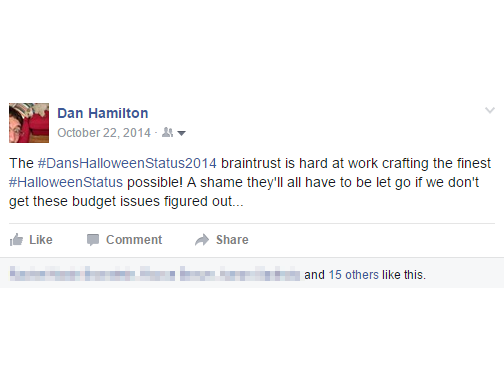 Dan Hamilton
October 22, 2014 ·
The #DansHalloweenStatus2014 braintrust is hard at work crafting the finest
#HalloweenStatus possible! A shame they'll all have to be let go if we don't
get these budget issues figured out...
Like Comment Share
and 15 others like this.